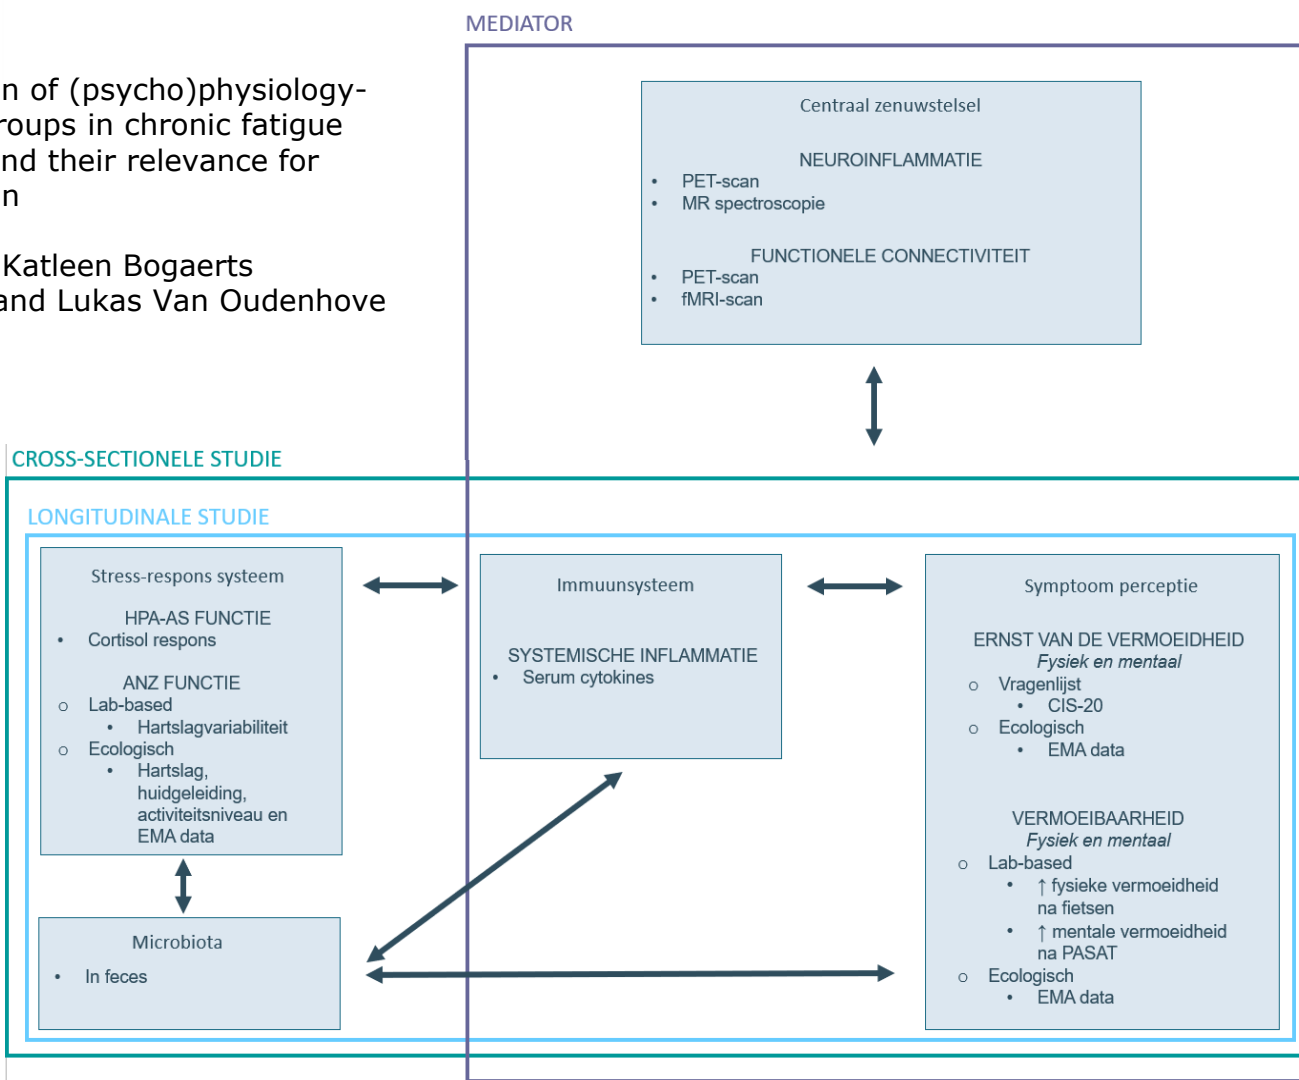 MEDIATOR
n of (psycho)physiology-
roups in chronic fatigue
nd their relevance for
n
Katleen Bogaerts
and Lukas Van Oudenhove
Centraal zenuwstelsel
NEUROINFLAMMATIE
• PET-scan
• MR spectroscopie
FUNCTIONELE CONNECTIVITEIT
• PET-scan
• fMRI-scan
CROSS-SECTIONELE STUDIE
LONGITUDINALE STUDIE
Stress-respons systeem
HPA-AS FUNCTIE
• Cortisol respons
ANZ FUNCTIE
o Lab-based
• Hartslagvariabiliteit
o Ecologisch
• Hartslag,
huidgeleiding,
activiteitsniveau en
EMA data
Immuunsysteem
SYSTEMISCHE INFLAMMATIE
• Serum cytokines
Symptoom perceptie
ERNST VAN DE VERMOEIDHEID
Fysiek en mentaal
o Vragenlijst
• CIS-20
o Ecologisch
• EMA data
VERMOEIBAARHEID
Fysiek en mentaal
o Lab-based
• ↑ fysieke vermoeidheid
na fietsen
• ↑ mentale vermoeidheid
na PASAT
o Ecologisch
• EMA data
Microbiota
• In feces